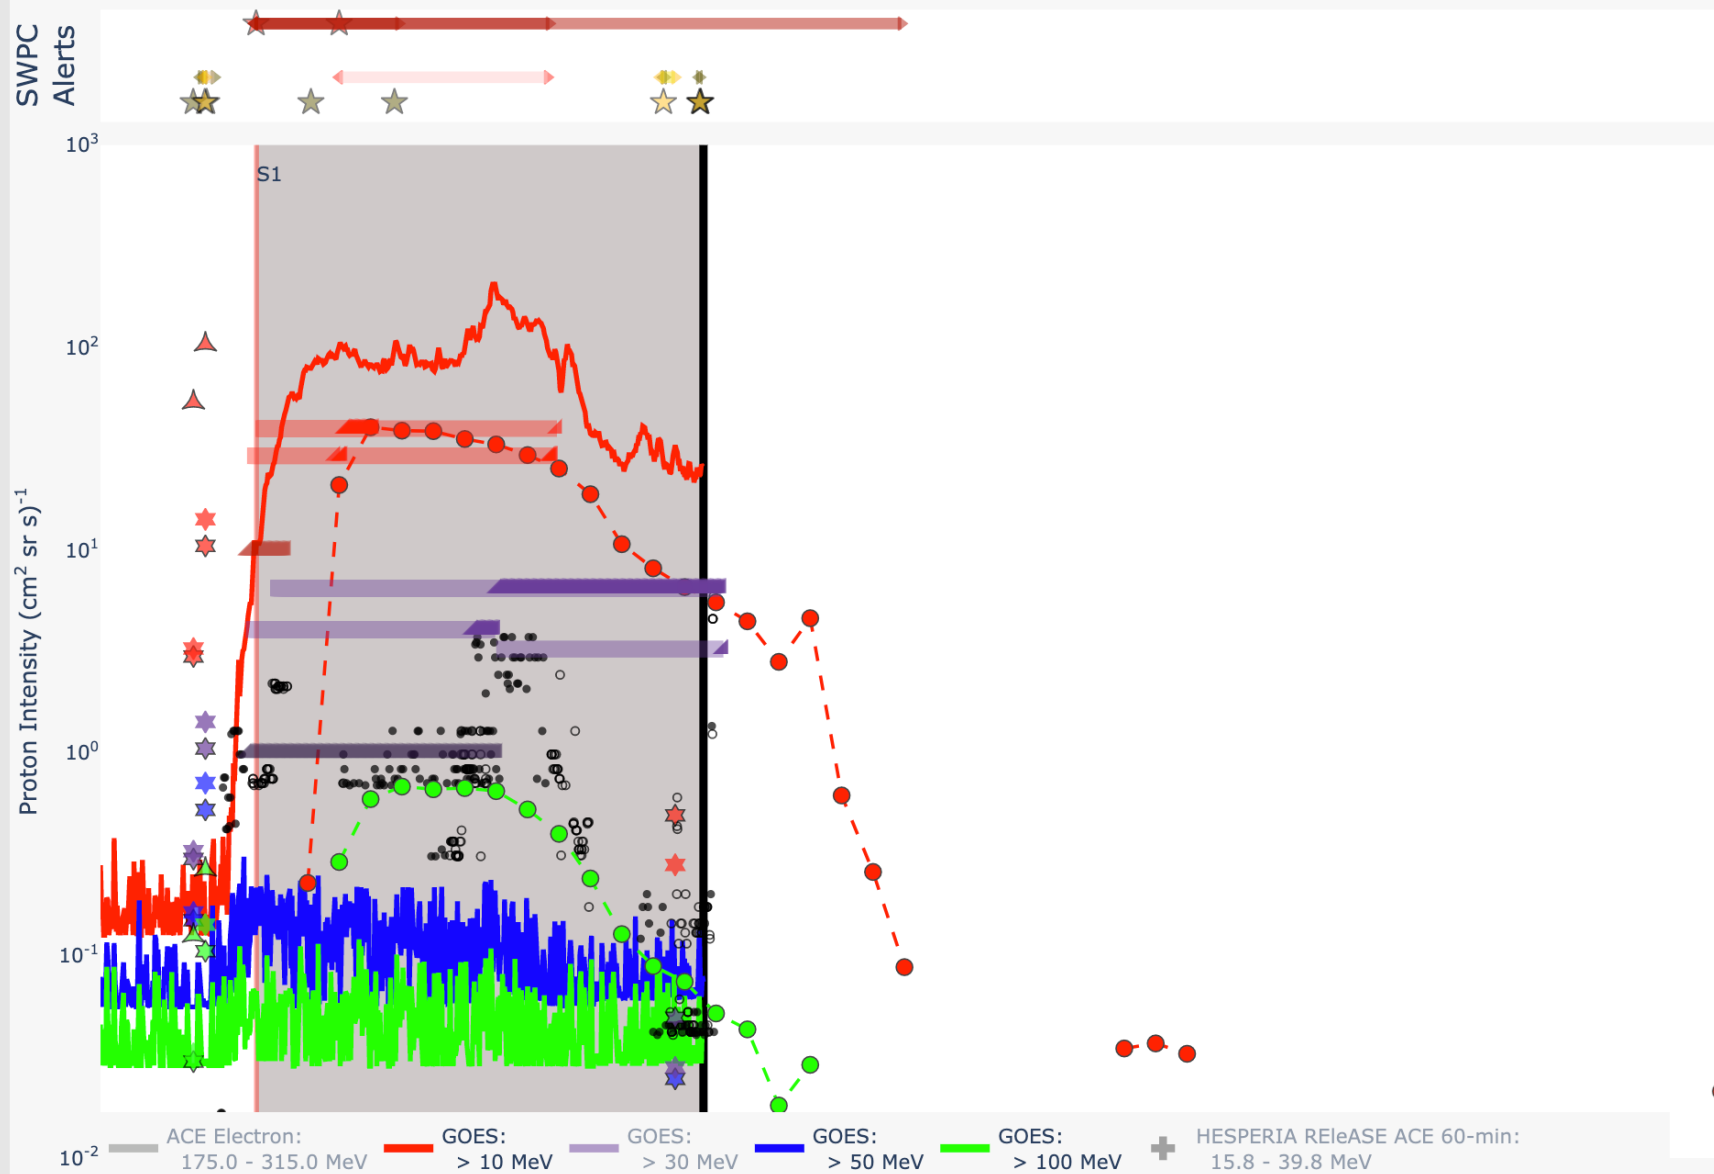 SWPC
Alerts
10³
S1
10²
10¹
10⁰
10⁻¹
10⁻²
Proton Intensity (cm² sr s)⁻¹
ACE Electron:
175.0 - 315.0 MeV
GOES:
> 10 MeV
GOES:
> 30 MeV
GOES:
> 50 MeV
GOES:
> 100 MeV
HESPERIA REleASE ACE 60-min:
15.8 - 39.8 MeV